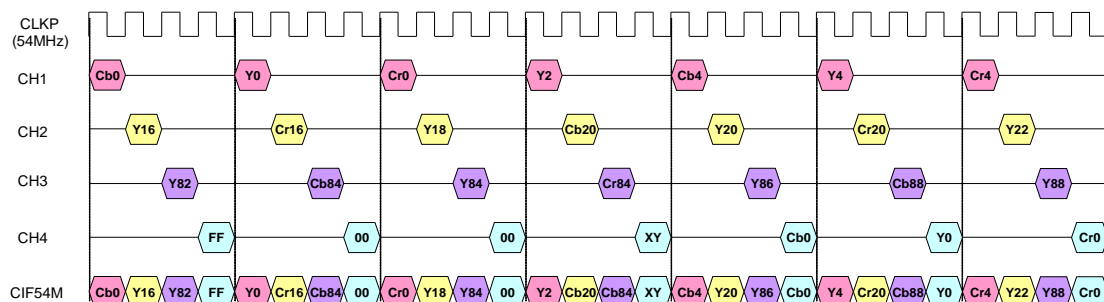 CLKP
(54MHz)
CH1 Cb0 Y0 Cr0 Y2 Cb4 Y4 Cr4
CH2 Y16 Cr16 Y18 Cb20 Y20 Cr20 Y22
CH3 Y82 Cb84 Y84 Cr84 Y86 Cb88 Y88
CH4 FF 00 00 XY Cb0 Y0 Cr0
CIF54M Cb0 Y16 Y82 FF Y0 Cr16 Cb84 00 Cr0 Y18 Y84 00 Y2 Cb20 Cb84 XY Cb4 Y20 Y86 Cb0 Y4 Cr20 Cb88 Y0 Cr4 Y22 Y88 Cr0